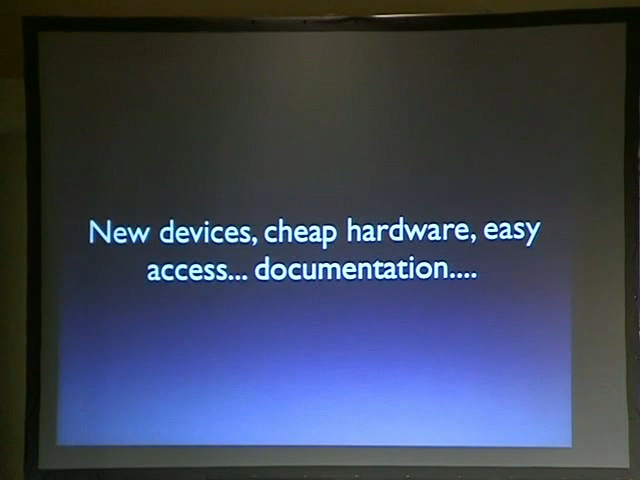 New devices, cheap hardware, easy
access... documentation....